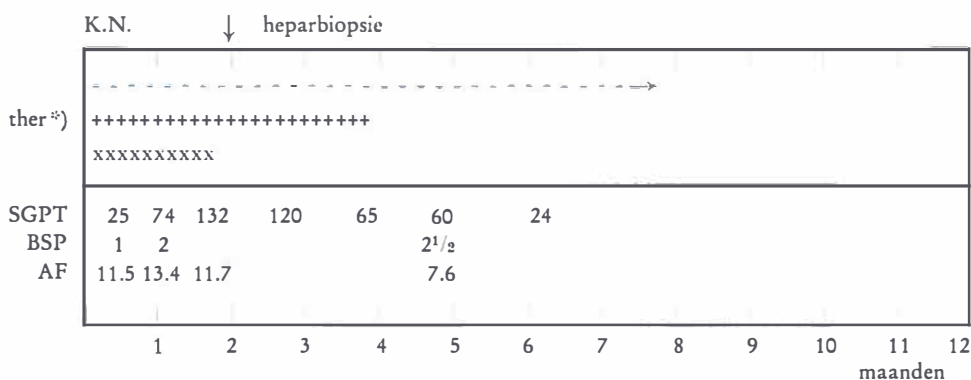 K.N. ↓ heparbiopsie
- - - - - - - - - - - - - - - - - - - - - - - - - - - - - - →
ther *) +++++++++++++++++++++++
xxxxxxxxxx
SGPT 25 74 132 120 65 60 24
BSP 1 2 2¹/₂
AF 11.5 13.4 11.7 7.6
1 2 3 4 5 6 7 8 9 10 11 12
maanden